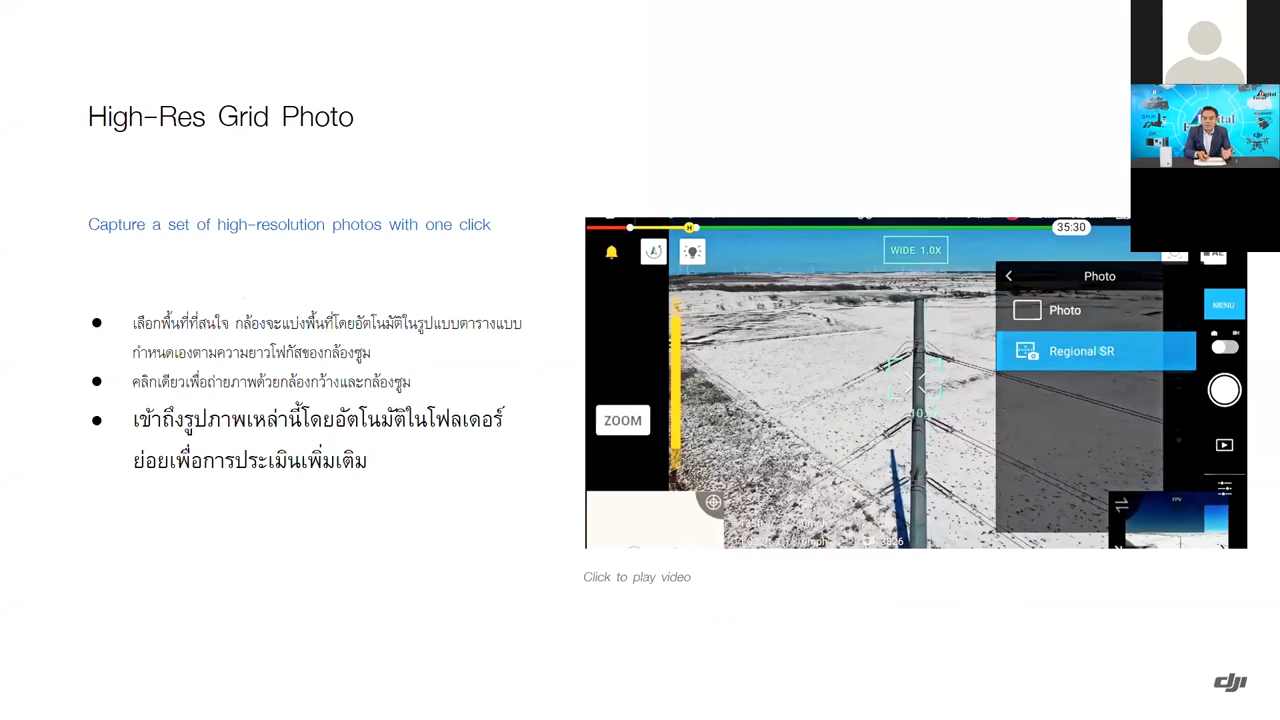 High-Res Grid Photo
Capture a set of high-resolution photos with one click
เลือกพื้นที่ที่สนใจ กล้องจะแบ่งพื้นที่โดยอัตโนมัติในรูปแบบตารางแบบ
กำหนดเองตามความยาวโฟกัสของกล้องซูม
คลิกเดียวเพื่อถ่ายภาพด้วยกล้องกว้างและกล้องซูม
เข้าถึงรูปภาพเหล่านี้โดยอัตโนมัติในโฟลเดอร์
ย่อยเพื่อการประเมินเพิ่มเติม
H
35:30
WIDE 1.0X
Photo
Photo
Regional SR
MENU
ZOOM
FPV
Click to play video
dji